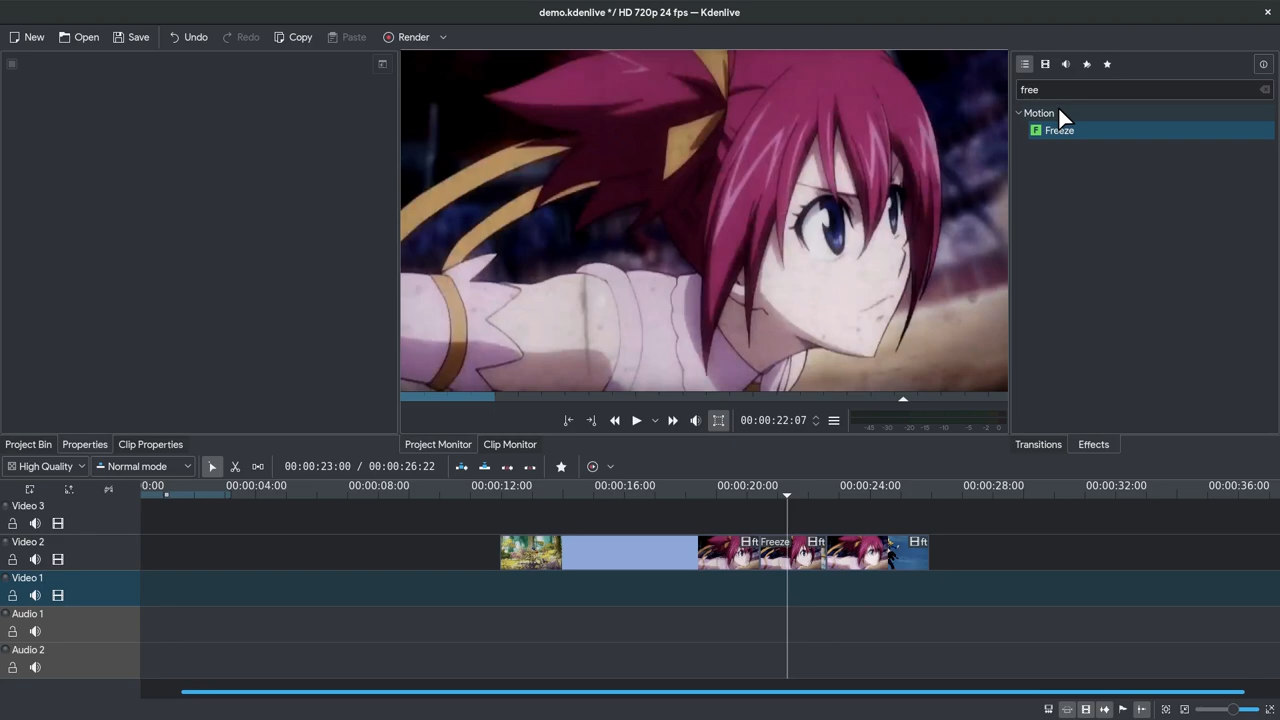 demo.kdenlive */ HD 720p 24 fps — Kdenlive
New Open Save Undo Redo Copy Paste Render
free
Motion
F Freeze
00:00:22:07
-45 -30 -20 -15 -10 -5 -2 0
Project Bin Properties Clip Properties Project Monitor Clip Monitor Transitions Effects
High Quality Normal mode 00:00:23:00 / 00:00:26:22
0:00 00:00:04:00 00:00:08:00 00:00:12:00 00:00:16:00 00:00:20:00 00:00:24:00 00:00:28:00 00:00:32:00 00:00:36:00
Video 3
Video 2
ft Freeze ft ft
Video 1
Audio 1
Audio 2